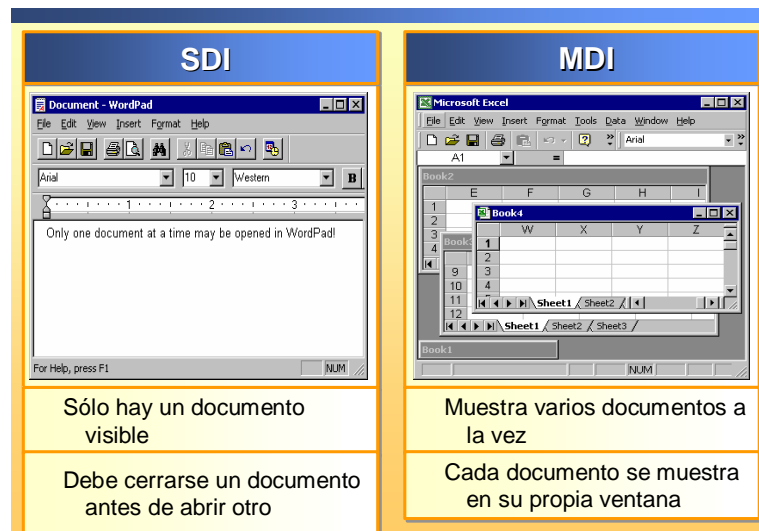 SDI
Document - WordPad
File Edit View Insert Format Help
Arial 10 Western B
1 2 3
Only one document at a time may be opened in WordPad!
For Help, press F1 NUM
Sólo hay un documento
visible
Debe cerrarse un documento
antes de abrir otro
MDI
Microsoft Excel
File Edit View Insert Format Tools Data Window Help
Arial
A1 =
Book2
E F G H I
1
2
3
4
Book4
W X Y Z
1
2
3
4
Sheet1 Sheet2
9
10
11
12
Sheet1 Sheet2 Sheet3
Book1
NUM
Muestra varios documentos a
la vez
Cada documento se muestra
en su propia ventana